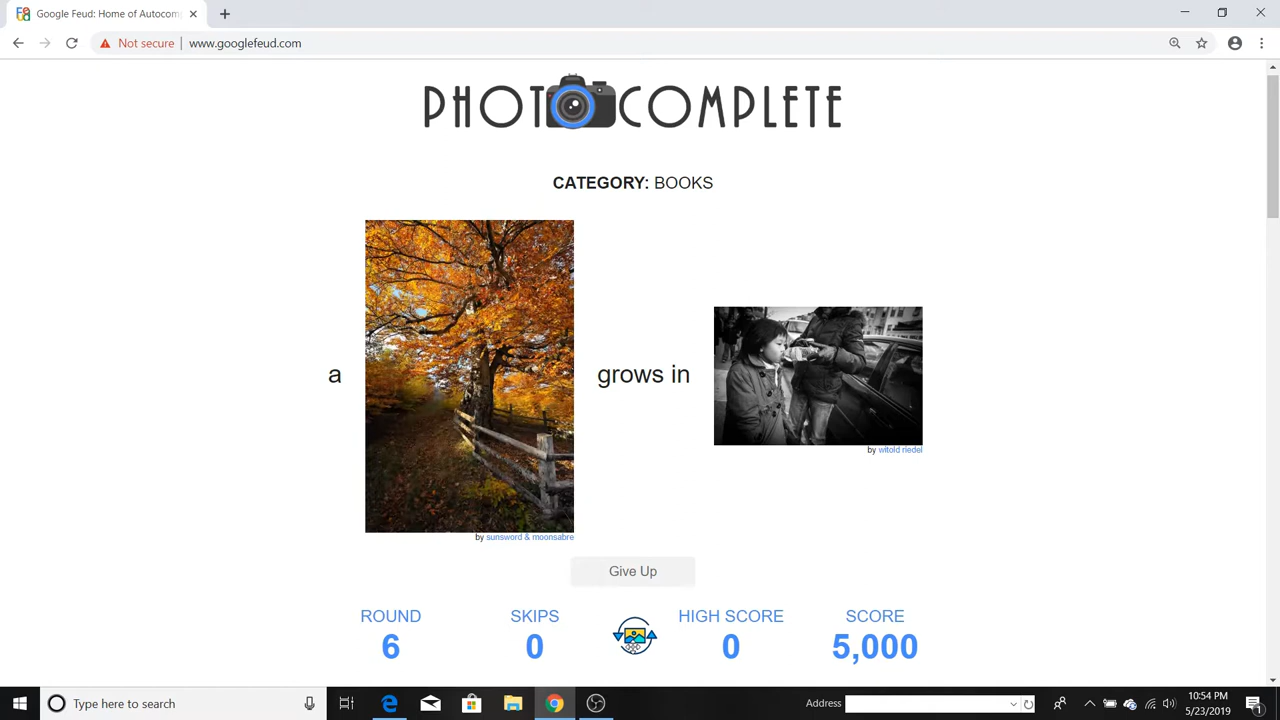 Google Feud: Home of Autocom
Not secure
www.googlefeud.com
PHOTOCOMPLETE
CATEGORY: BOOKS
a
grows in
by witold riedel
by sunsword & moonsabre
Give Up
ROUND SKIPS HIGH SCORE SCORE
6 0 0 5,000
Type here to search
Address
10:54 PM
5/23/2019
1